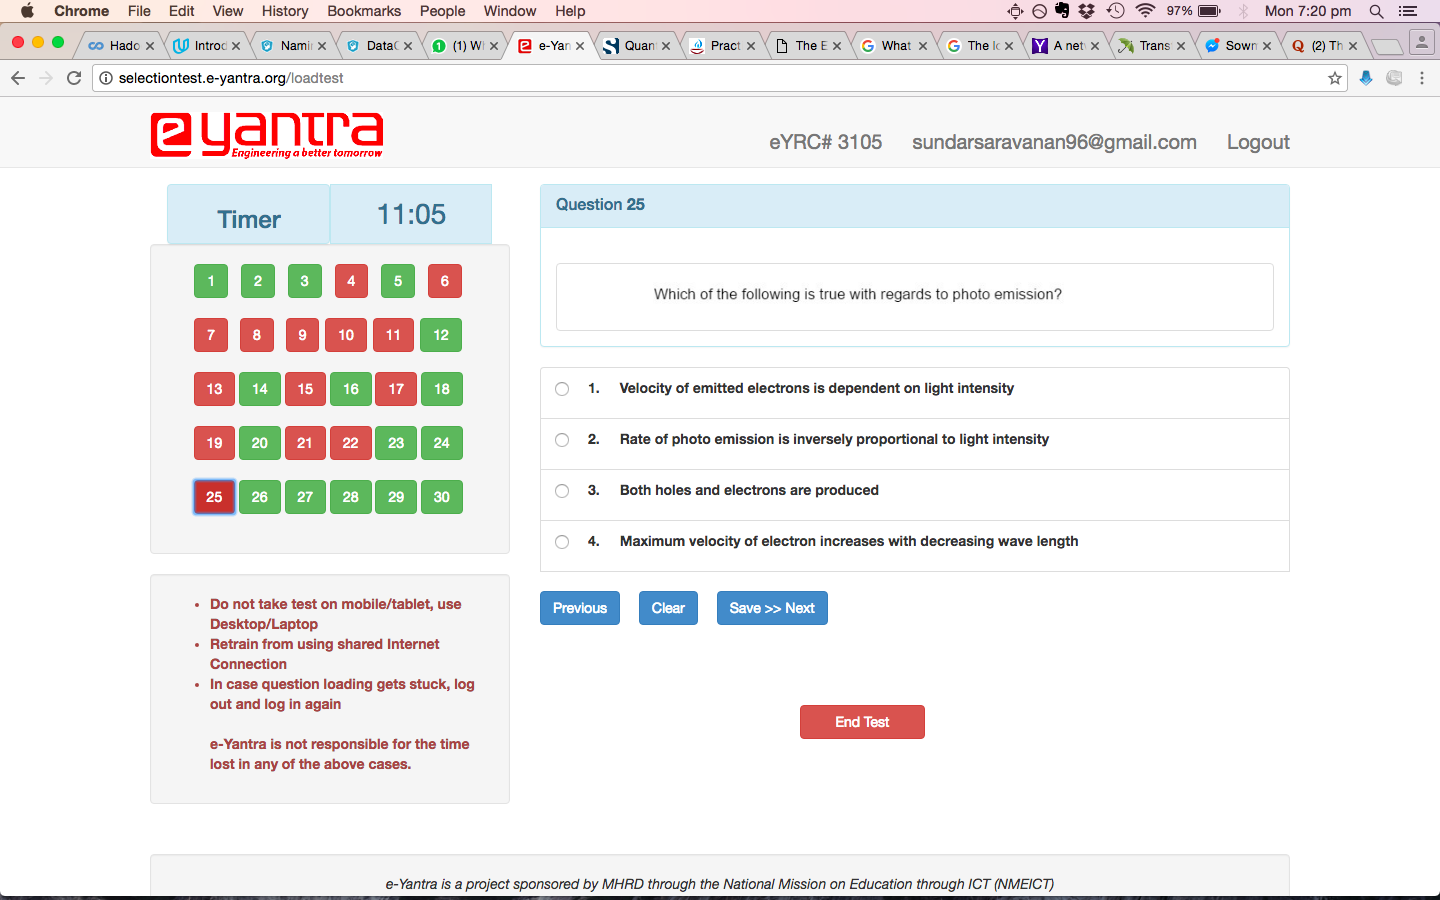 Chrome File Edit View History Bookmarks People Window Help 97% Mon 7:20 pm
Hado Introd Namin DataC (1) W e-Yan Quan Pract The E What The Ic A net Trans Sown (2) Th
selectiontest.e-yantra.org/loadtest
e yantra
Engineering a better tomorrow
eYRC# 3105 sundarsaravanan96@gmail.com Logout
Timer 11:05
1 2 3 4 5 6
7 8 9 10 11 12
13 14 15 16 17 18
19 20 21 22 23 24
25 26 27 28 29 30
• Do not take test on mobile/tablet, use
Desktop/Laptop
• Retrain from using shared Internet
Connection
• In case question loading gets stuck, log
out and log in again
e-Yantra is not responsible for the time
lost in any of the above cases.
Question 25
Which of the following is true with regards to photo emission?
1. Velocity of emitted electrons is dependent on light intensity
2. Rate of photo emission is inversely proportional to light intensity
3. Both holes and electrons are produced
4. Maximum velocity of electron increases with decreasing wave length
Previous Clear Save >> Next
End Test
e-Yantra is a project sponsored by MHRD through the National Mission on Education through ICT (NMEICT)